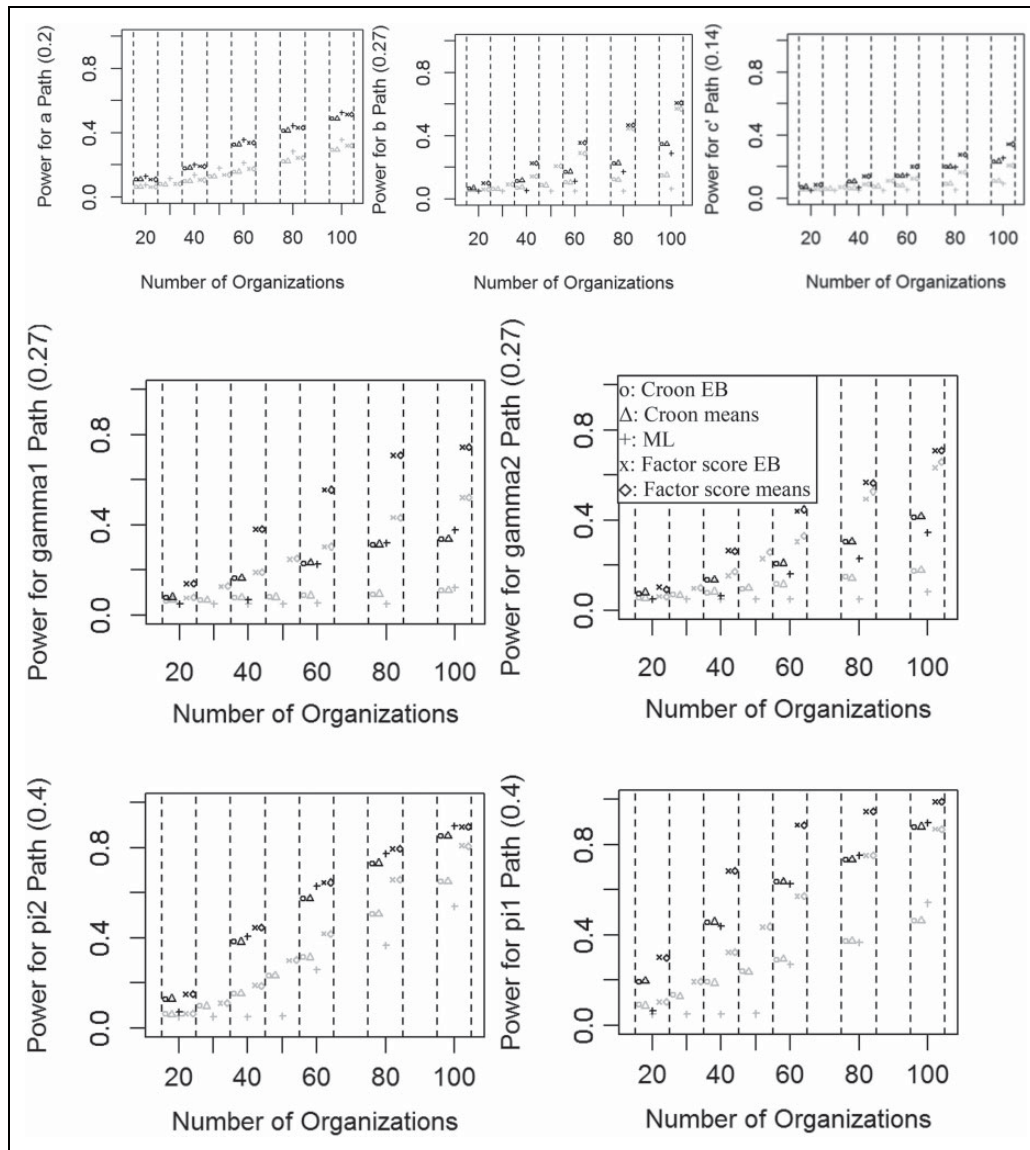 Power for a Path (0.2)
0.8
0.4
0.0
20 40 60 80 100
Number of Organizations
Power for b Path (0.27)
0.8
0.4
0.0
20 40 60 80 100
Number of Organizations
Power for c' Path (0.14)
0.8
0.4
0.0
20 40 60 80 100
Number of Organizations
Power for gamma1 Path (0.27)
0.8
0.4
0.0
20 40 60 80 100
Number of Organizations
Power for gamma2 Path (0.27)
0.8
0.4
0.0
o: Croon EB
Δ: Croon means
+: ML
x: Factor score EB
◇: Factor score means
20 40 60 80 100
Number of Organizations
Power for pi2 Path (0.4)
0.8
0.4
0.0
20 40 60 80 100
Number of Organizations
Power for pi1 Path (0.4)
0.8
0.4
0.0
20 40 60 80 100
Number of Organizations